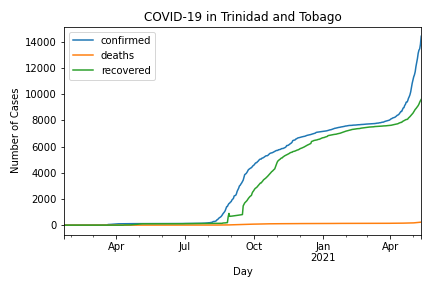 COVID-19 in Trinidad and Tobago
confirmed
deaths
recovered
14000
12000
10000
8000
6000
4000
2000
0
Number of Cases
Apr
Jul
Oct
Jan
2021
Apr
Day